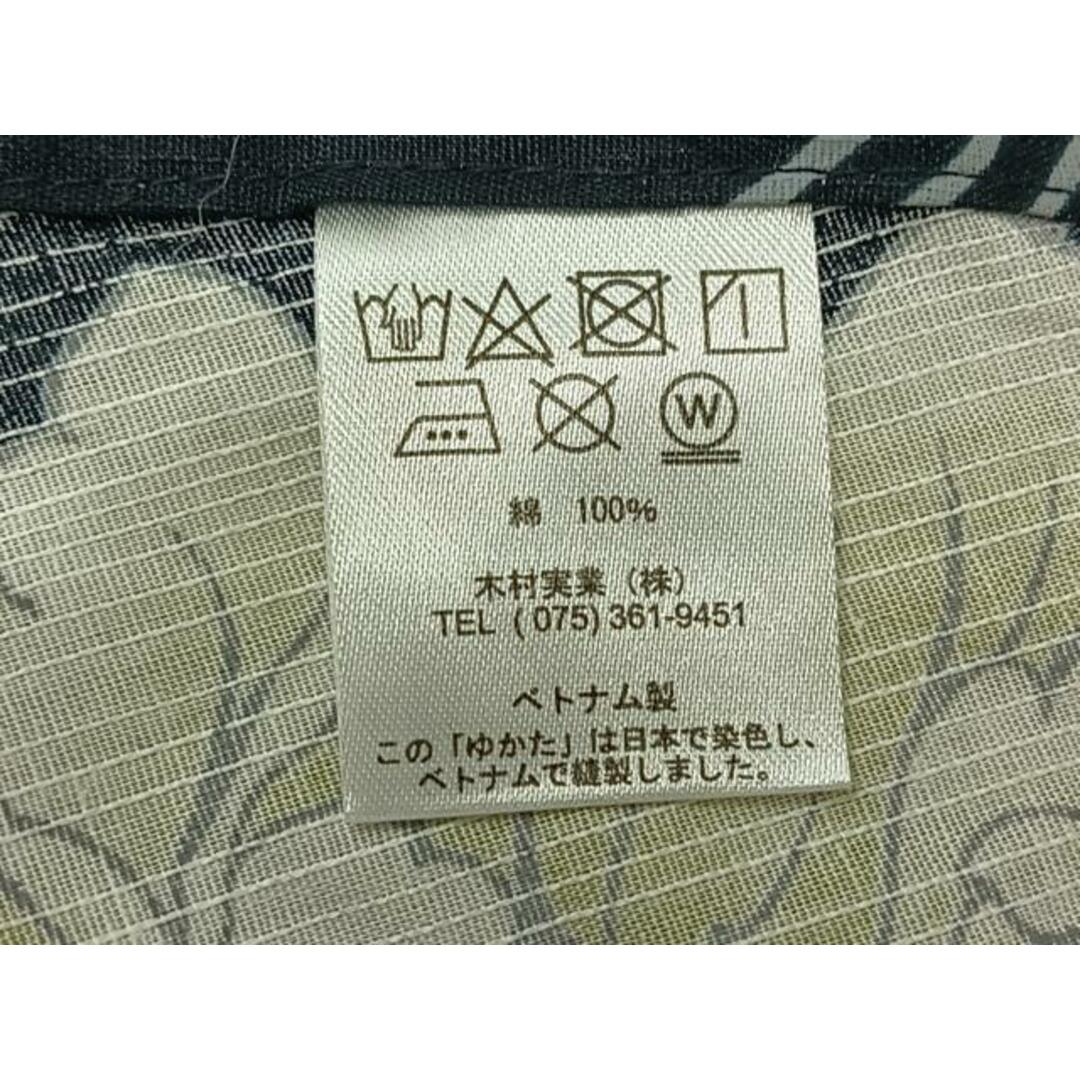 W
綿 100%
木村実業(株)
TEL (075)361-9451
ベトナム製
この「ゆかた」は日本で染色し、
ベトナムで縫製しました。